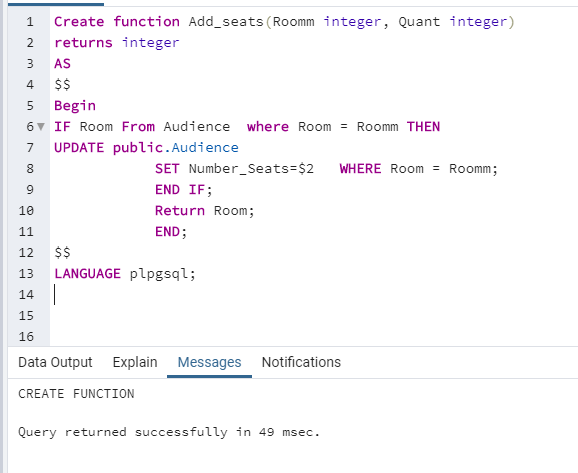 1 Create function Add_seats(Roomm integer, Quant integer)
2 returns integer
3 AS
4 $$
5 Begin
6 IF Room From Audience  where Room = Roomm THEN
7 UPDATE public.Audience
8             SET Number_Seats=$2   WHERE Room = Roomm;
9             END IF;
10             Return Room;
11             END;
12 $$
13 LANGUAGE plpgsql;
14
15
16
Data Output Explain Messages Notifications
CREATE FUNCTION
Query returned successfully in 49 msec.